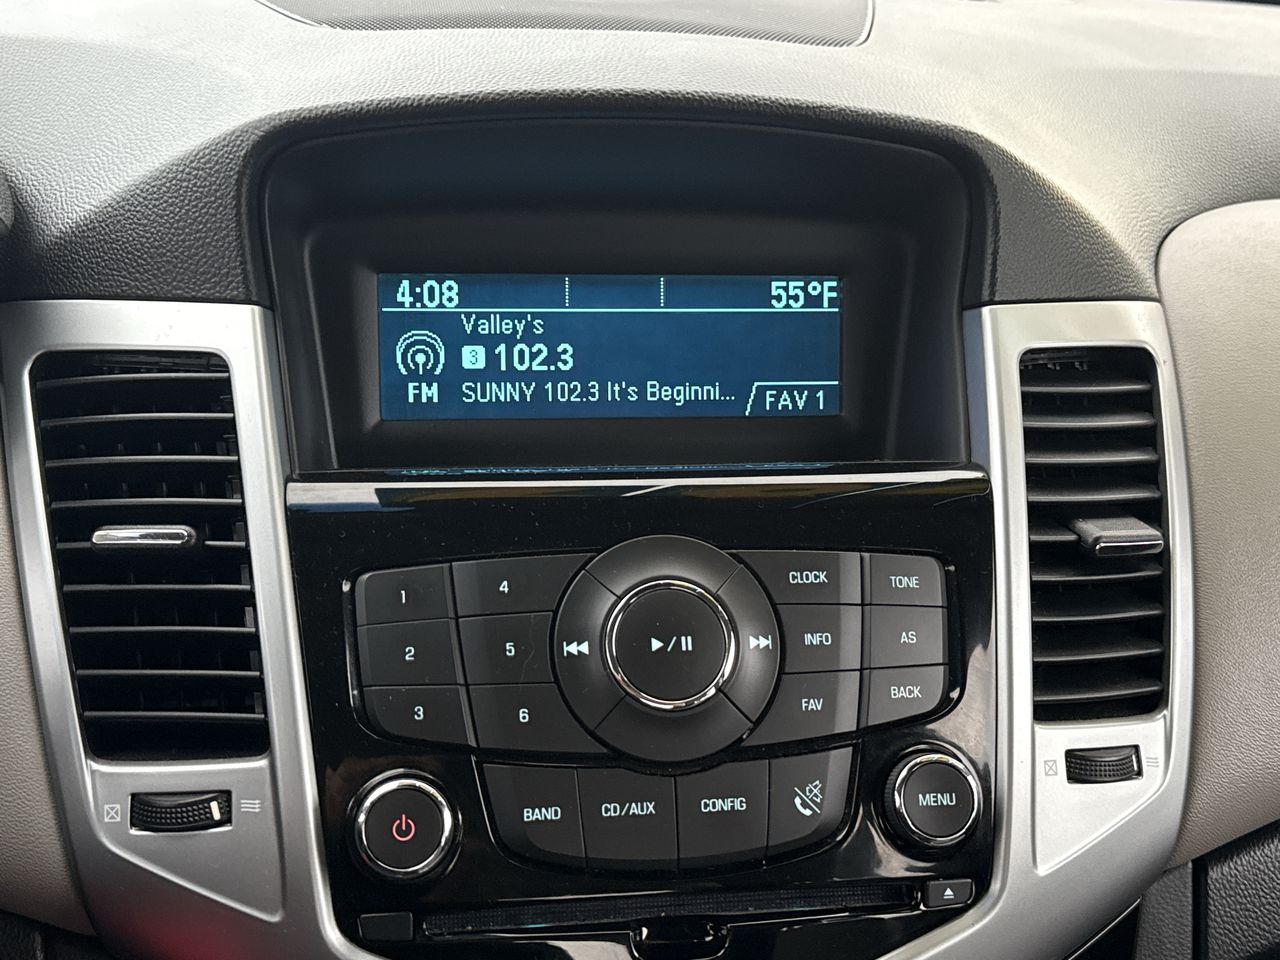 4:08 55°F
Valley's
3 102.3
FM SUNNY 102.3 It's Beginni... FAV 1
1 4 CLOCK TONE
2 5 INFO AS
3 6 FAV BACK
BAND CD/AUX CONFIG MENU